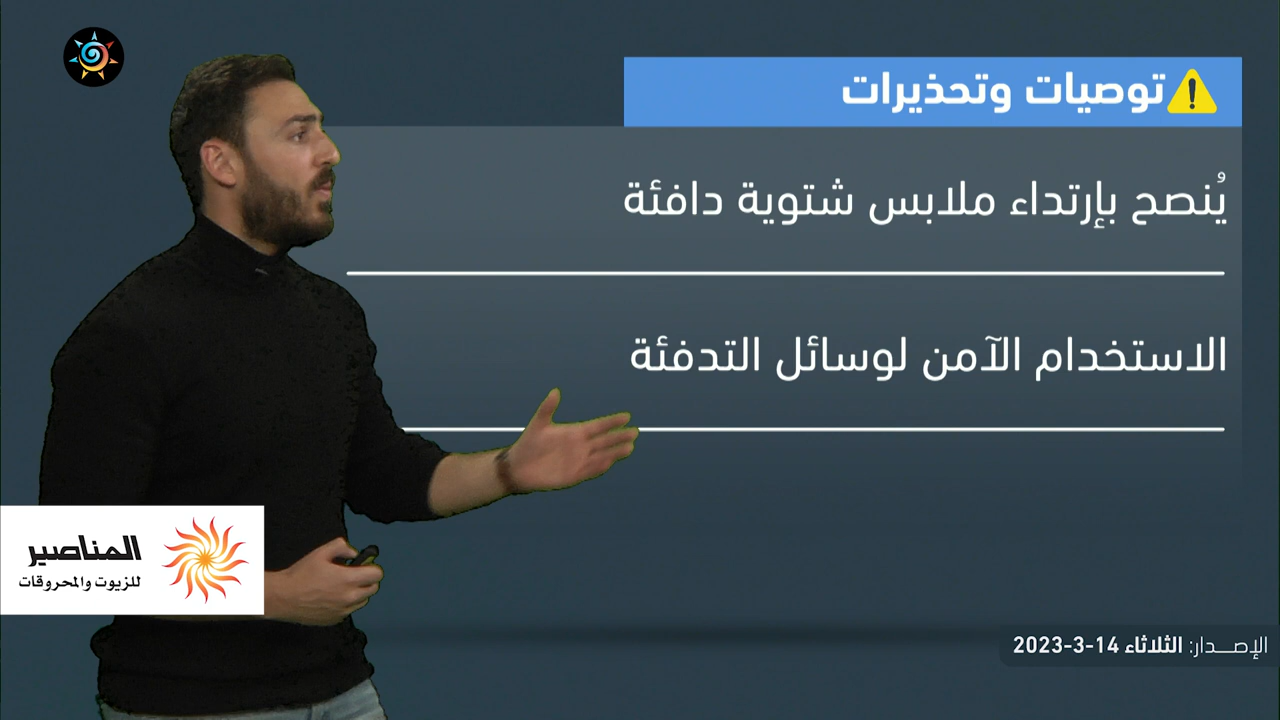 توصيات وتحذيرات
يُنصح بإرتداء ملابس شتوية دافئة
الاستخدام الآمن لوسائل التدفئة
المناصير
للزيوت والمحروقات
الإصـــدار: الثلاثاء 14-3-2023